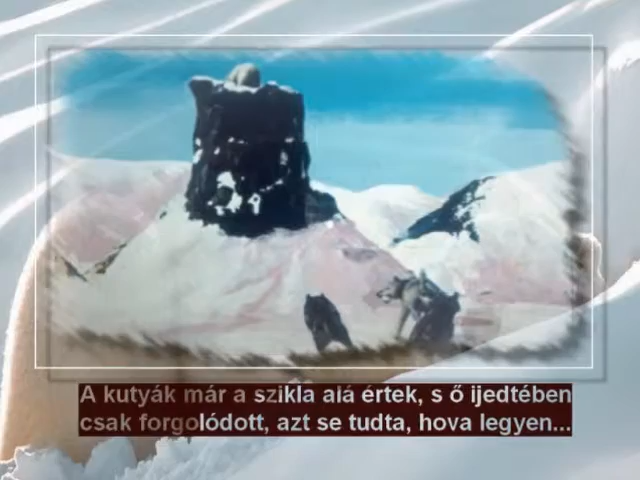 A kutyák már a szikla alá értek, s ő ijedtében
csak forgolódott, azt se tudta, hova legyen...